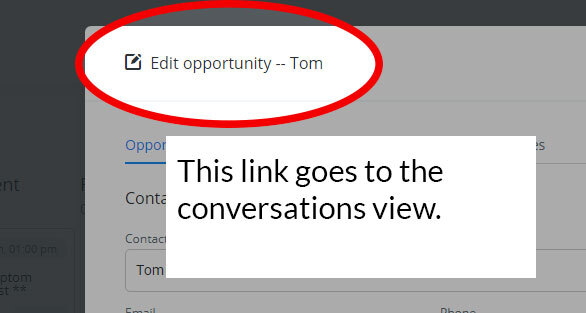 Edit opportunity -- Tom
Oppor
es
This link goes to the
conversations view.
ent
Conta
, 01:00 pm
Contac
Tom
ptom
st **
Email
Phone